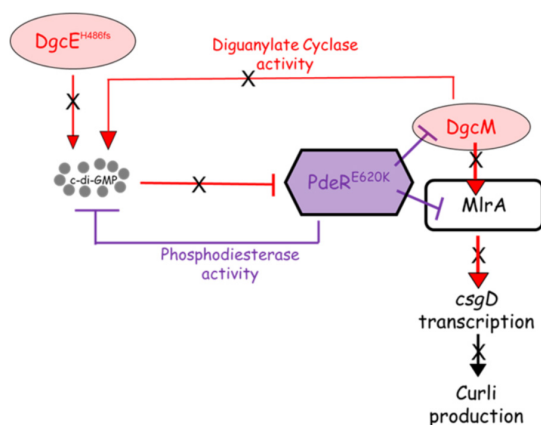 DgcE^H486fs
Diguanylate Cyclase
activity
X
X
DgcM
X
c-di-GMP
X
PdeR^E620K
MlrA
Phosphodiesterase
activity
X
csgD
transcription
X
Curli
production